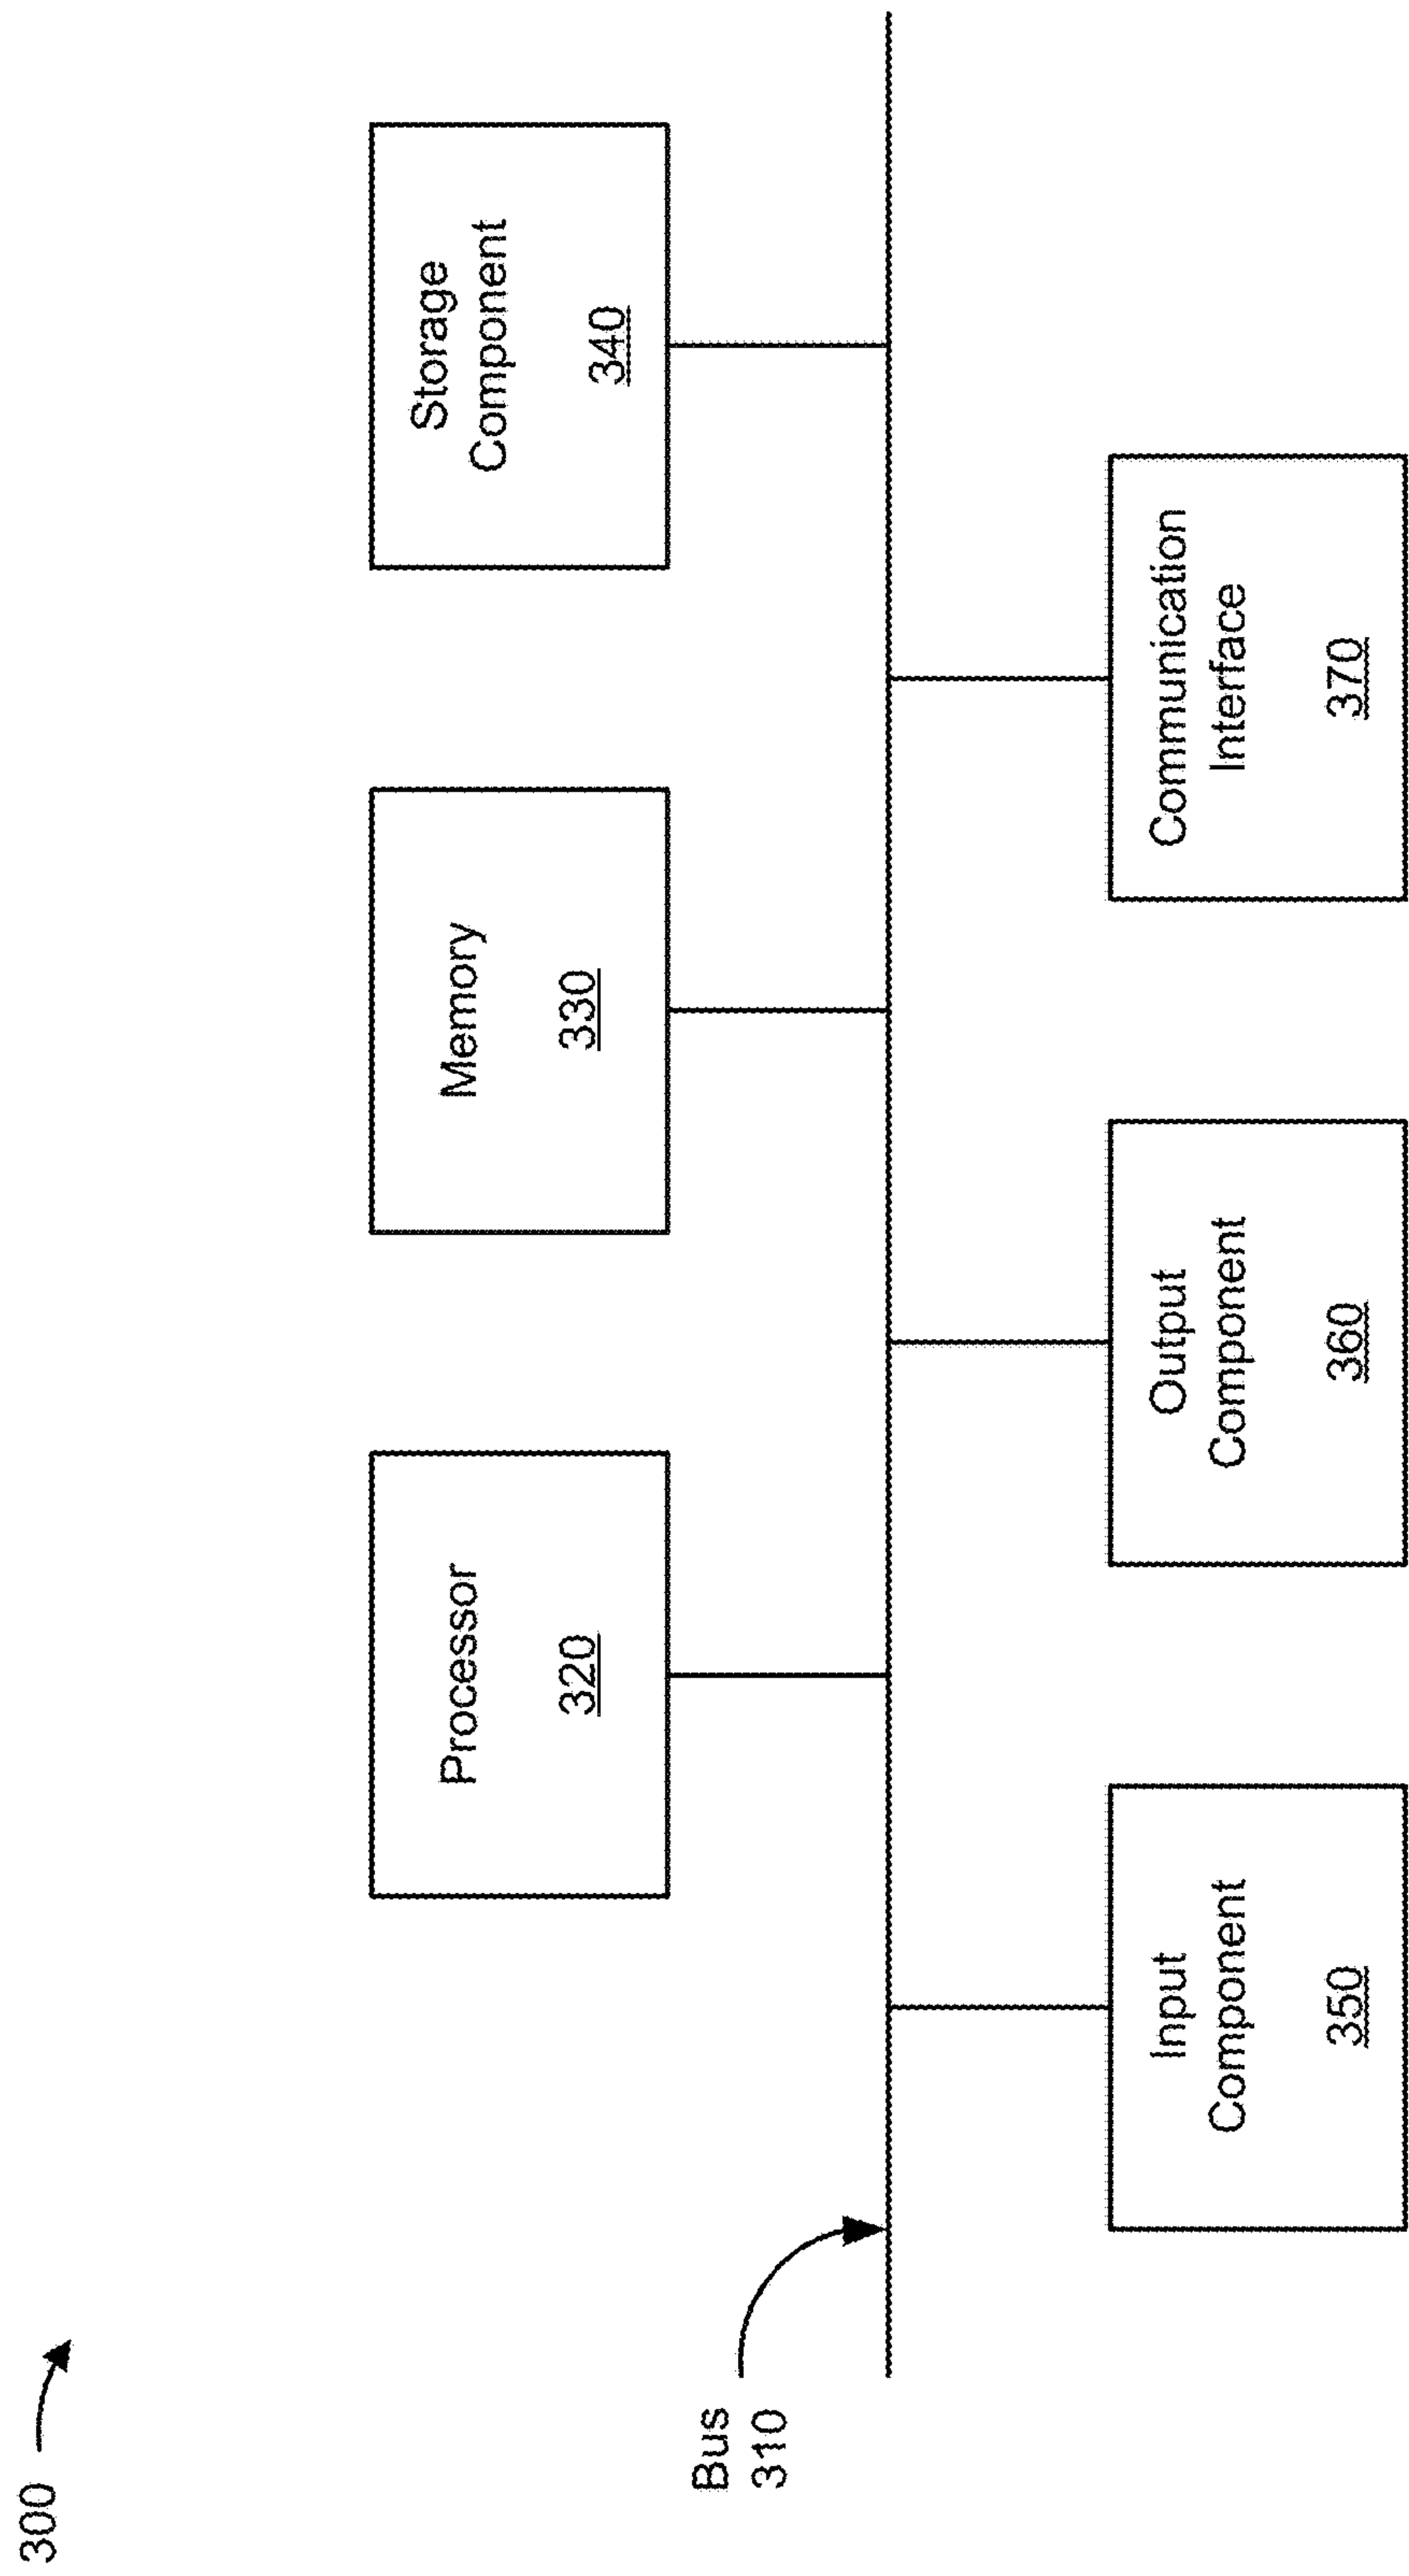 300
Processor
320
Memory
330
Storage
Component
340
Bus
310
Input
Component
350
Output
Component
360
Communication
Interface
370